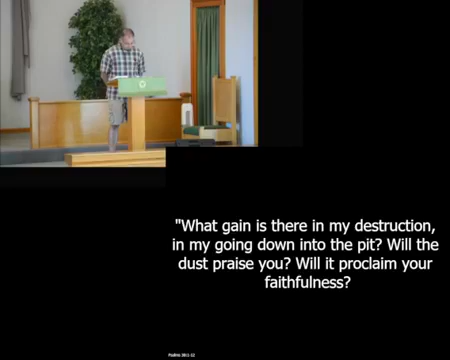 "What gain is there in my destruction,
in my going down into the pit? Will the
dust praise you? Will it proclaim your
faithfulness?